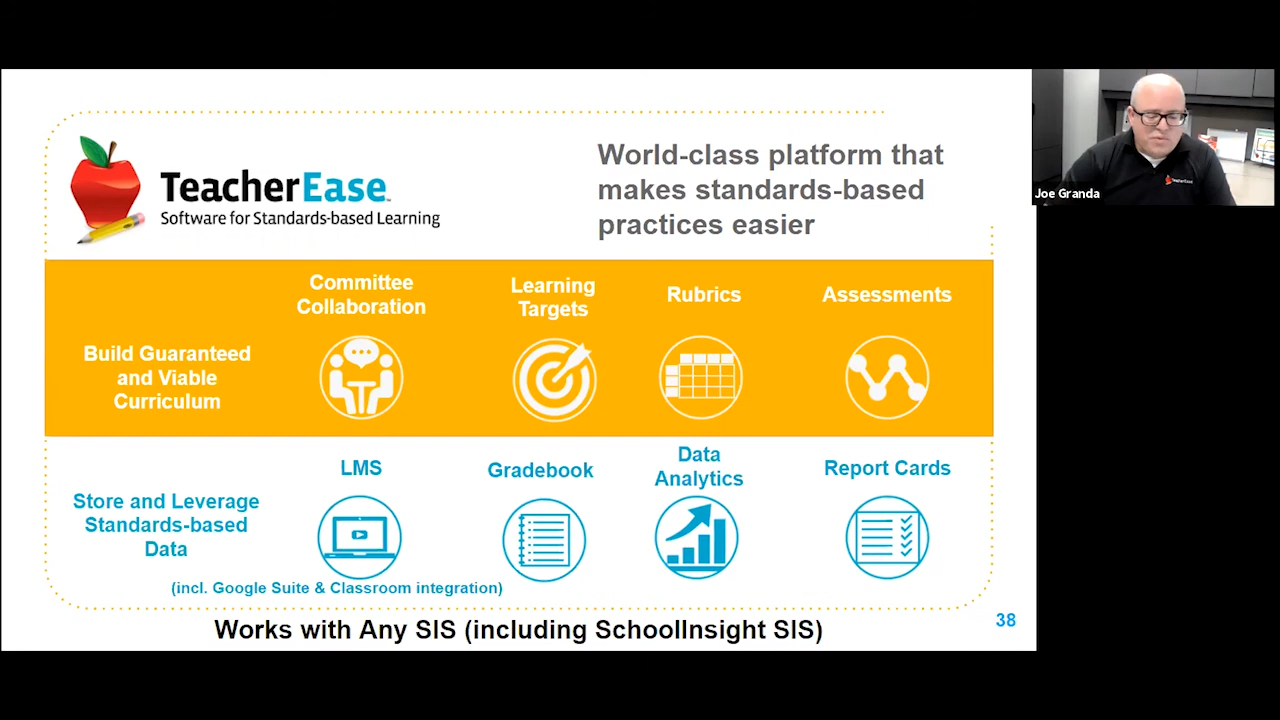 TeacherEase™
Software for Standards-based Learning
World-class platform that
makes standards-based
practices easier
Joe Granda
TeacherEase
Build Guaranteed
and Viable
Curriculum
Committee
Collaboration
Learning
Targets
Rubrics
Assessments
Store and Leverage
Standards-based
Data
LMS
Gradebook
Data
Analytics
Report Cards
(incl. Google Suite & Classroom integration)
Works with Any SIS (including SchoolInsight SIS)
38